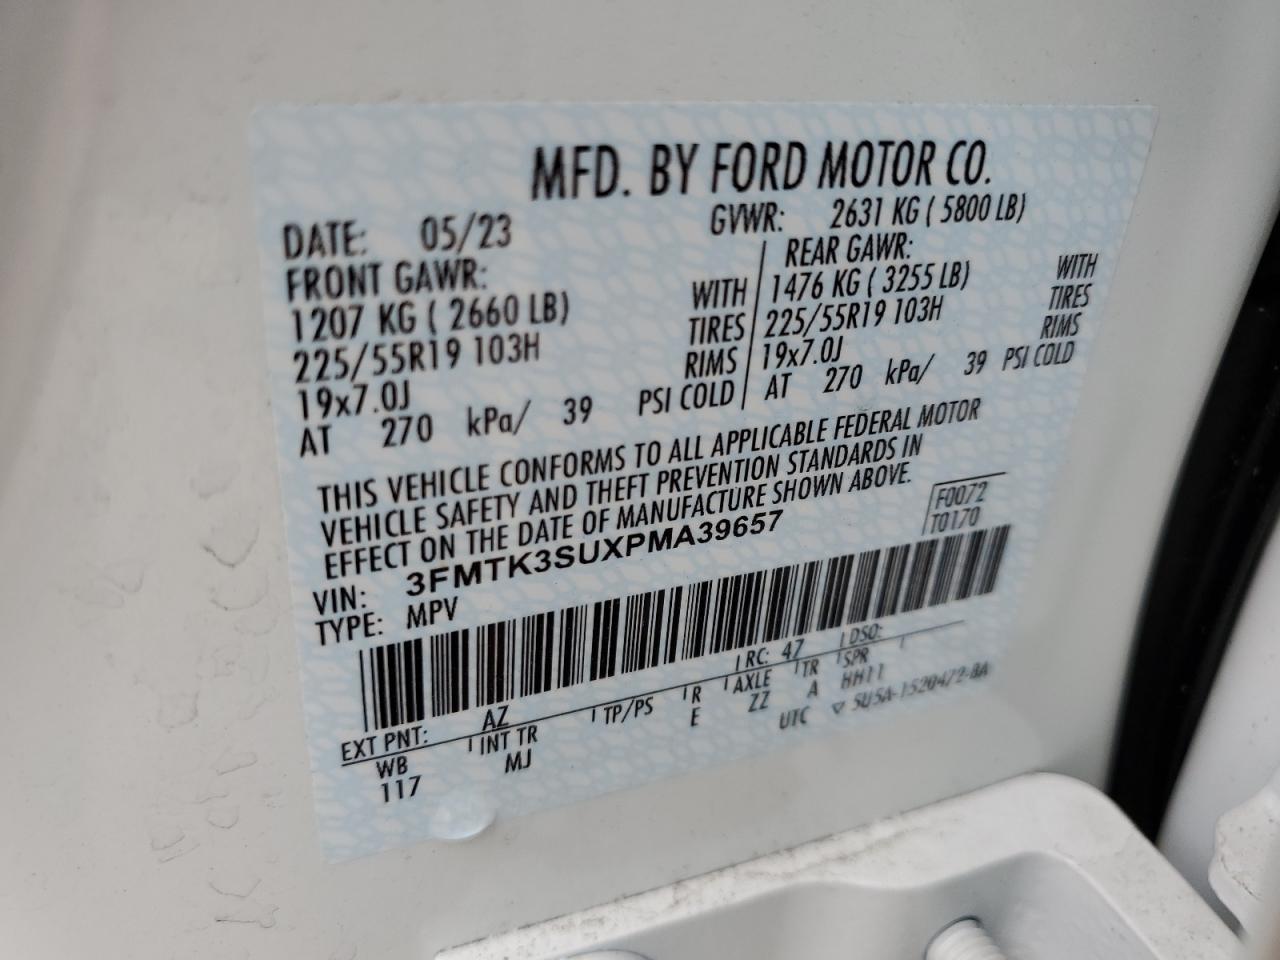 MFD. BY FORD MOTOR CO.
DATE: 05/23 GVWR: 2631 KG ( 5800 LB)
FRONT GAWR: REAR GAWR:
1207 KG ( 2660 LB) WITH 1476 KG ( 3255 LB) WITH
225/55R19 103H TIRES 225/55R19 103H TIRES
19x7.0J RIMS 19x7.0J RIMS
AT 270 kPa/ 39 PSI COLD AT 270 kPa/ 39 PSI COLD
THIS VEHICLE CONFORMS TO ALL APPLICABLE FEDERAL MOTOR
VEHICLE SAFETY AND THEFT PREVENTION STANDARDS IN
EFFECT ON THE DATE OF MANUFACTURE SHOWN ABOVE.
F0072
T0170
VIN: 3FMTK3SUXPMA39657
TYPE: MPV
EXT PNT: AZ RC: 47 DSO:
WB INT TR TP/PS R AXLE TR SPR
117 MJ E ZZ A HH11
UTC ▽ 5U5A-1520472-BA